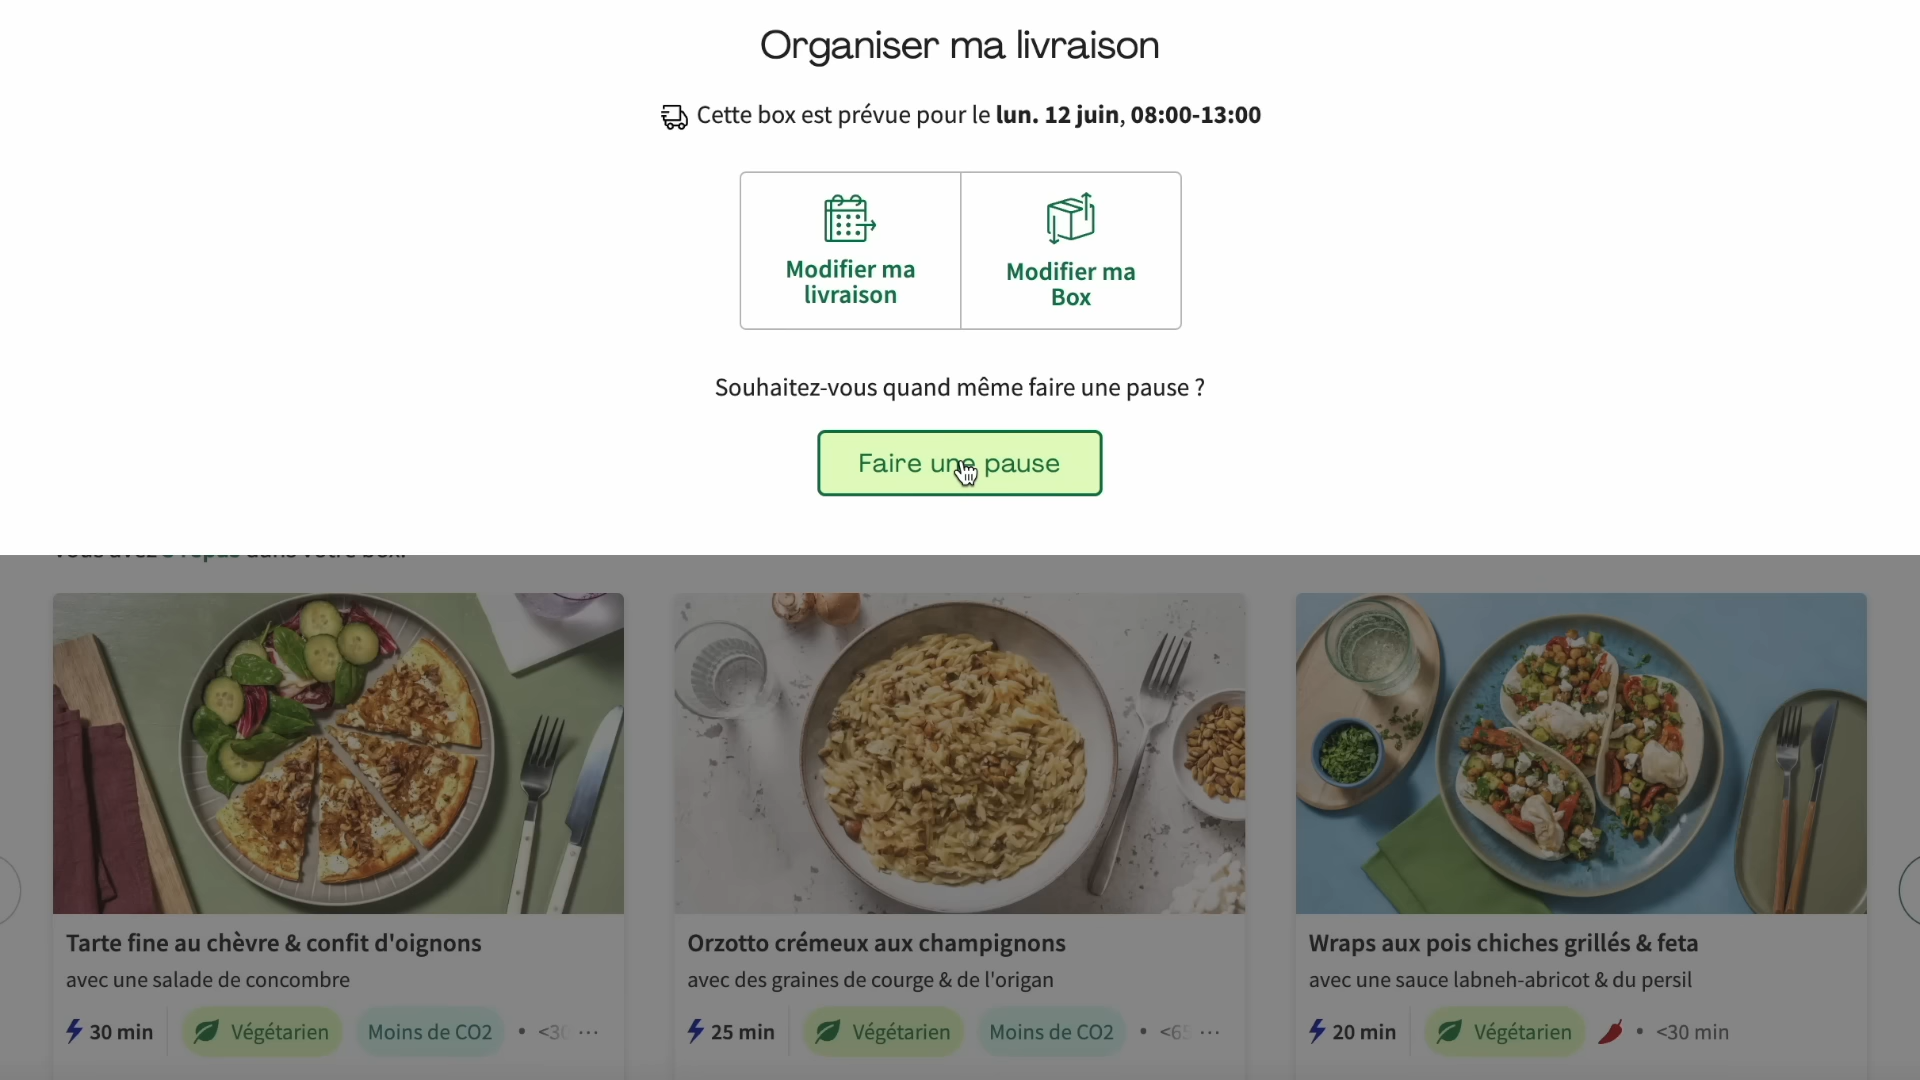 Organiser ma livraison
Cette box est prévue pour le lun. 12 juin, 08:00-13:00
Modifier ma
livraison
Modifier ma
Box
Souhaitez-vous quand même faire une pause ?
Faire une pause
Tarte fine au chèvre & confit d'oignons
avec une salade de concombre
30 min
Végétarien
Moins de CO2
Orzotto crémeux aux champignons
avec des graines de courge & de l'origan
25 min
Végétarien
Moins de CO2
Wraps aux pois chiches grillés & feta
avec une sauce labneh-abricot & du persil
20 min
Végétarien
• <30 min